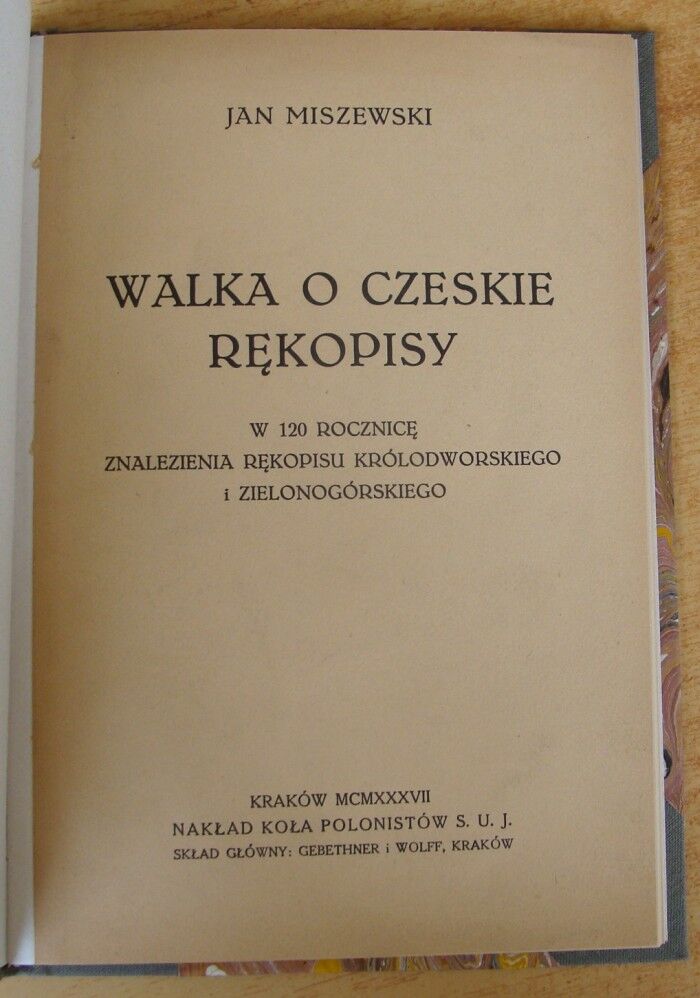 JAN MISZEWSKI
WALKA O CZESKIE
RĘKOPISY
W 120 ROCZNICĘ
ZNALEZIENIA RĘKOPISU KRÓLODWORSKIEGO
i ZIELONOGÓRSKIEGO
KRAKÓW MCMXXXVII
NAKŁAD KOŁA POLONISTÓW S. U. J.
SKŁAD GŁÓWNY: GEBETHNER i WOLFF, KRAKÓW